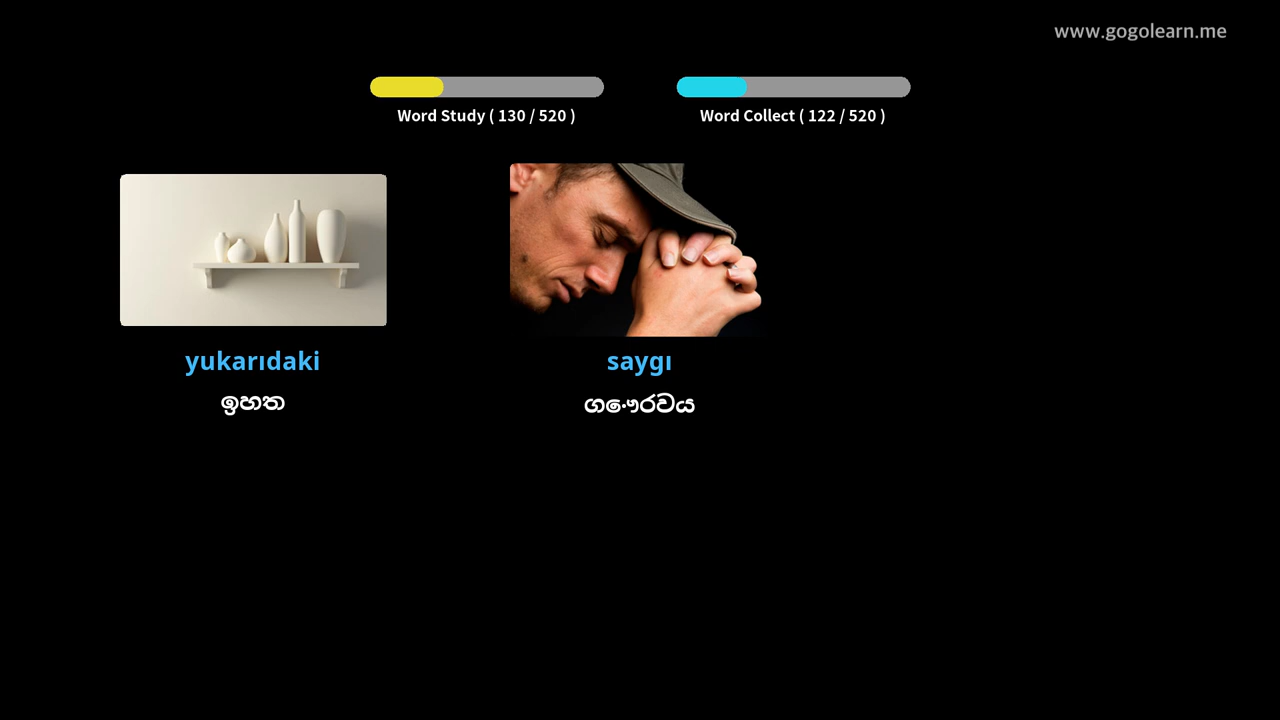 www.gogolearn.me
Word Study ( 130 / 520 )
Word Collect ( 122 / 520 )
yukarıdaki
saygı
ඉහත
ගෞරවය